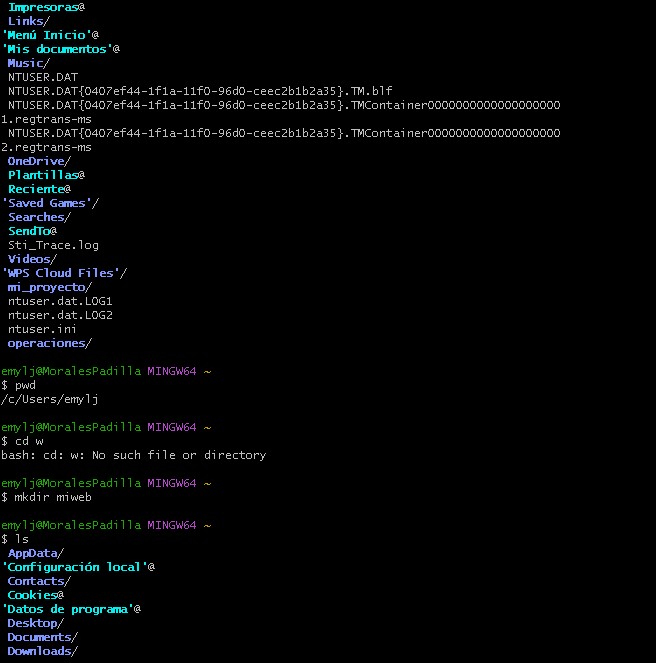 Impresoras@
Links/
'Menú Inicio'@
'Mis documentos'@
Music/
NTUSER.DAT
NTUSER.DAT{0407ef44-1f1a-11f0-96d0-ceec2b1b2a35}.TM.blf
NTUSER.DAT{0407ef44-1f1a-11f0-96d0-ceec2b1b2a35}.TMContainer0000000000000000000
1.regtrans-ms
NTUSER.DAT{0407ef44-1f1a-11f0-96d0-ceec2b1b2a35}.TMContainer0000000000000000000
2.regtrans-ms
OneDrive/
Plantillas@
Reciente@
'Saved Games'/
Searches/
SendTo@
Sti_Trace.log
Videos/
'WPS Cloud Files'/
mi_proyecto/
ntuser.dat.LOG1
ntuser.dat.LOG2
ntuser.ini
operaciones/
emylj@MoralesPadilla MINGW64 ~
$ pwd
/c/Users/emylj
emylj@MoralesPadilla MINGW64 ~
$ cd w
bash: cd: w: No such file or directory
emylj@MoralesPadilla MINGW64 ~
$ mkdir miweb
emylj@MoralesPadilla MINGW64 ~
$ ls
AppData/
'Configuración local'@
Contacts/
Cookies@
'Datos de programa'@
Desktop/
Documents/
Downloads/